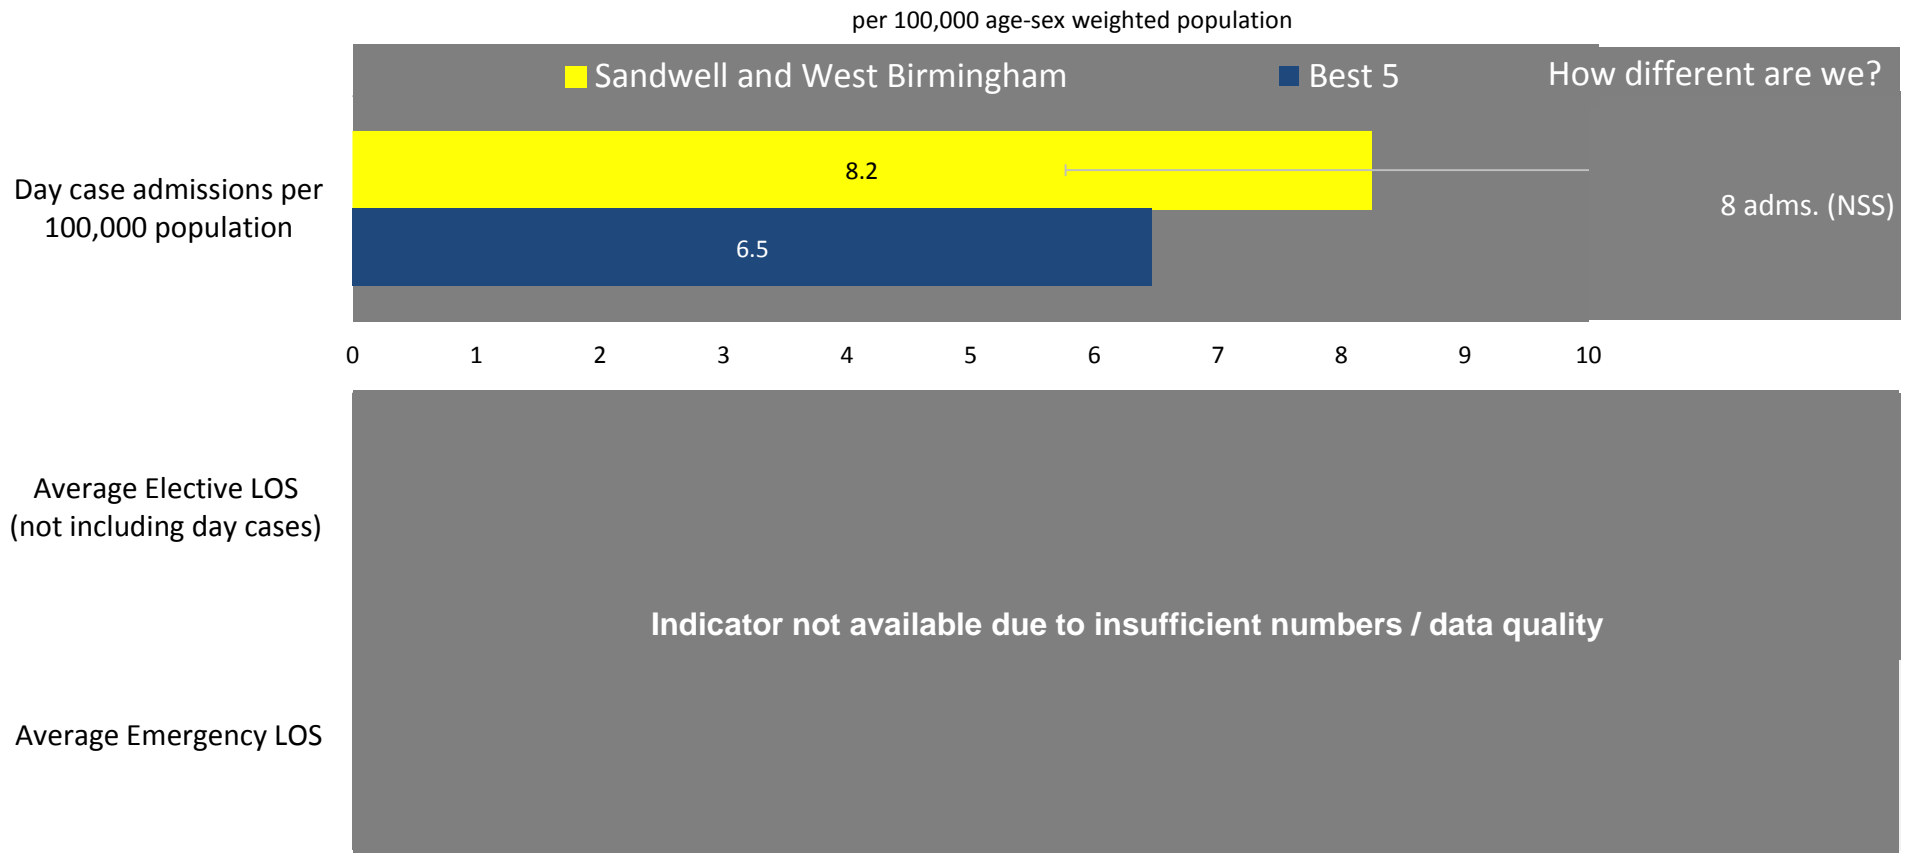 per 100,000 age-sex weighted population
Sandwell and West Birmingham
Best 5
How different are we?
Day case admissions per
100,000 population
8.2
6.5
8 adms. (NSS)
0 1 2 3 4 5 6 7 8 9 10
Average Elective LOS
(not including day cases)
Indicator not available due to insufficient numbers / data quality
Average Emergency LOS